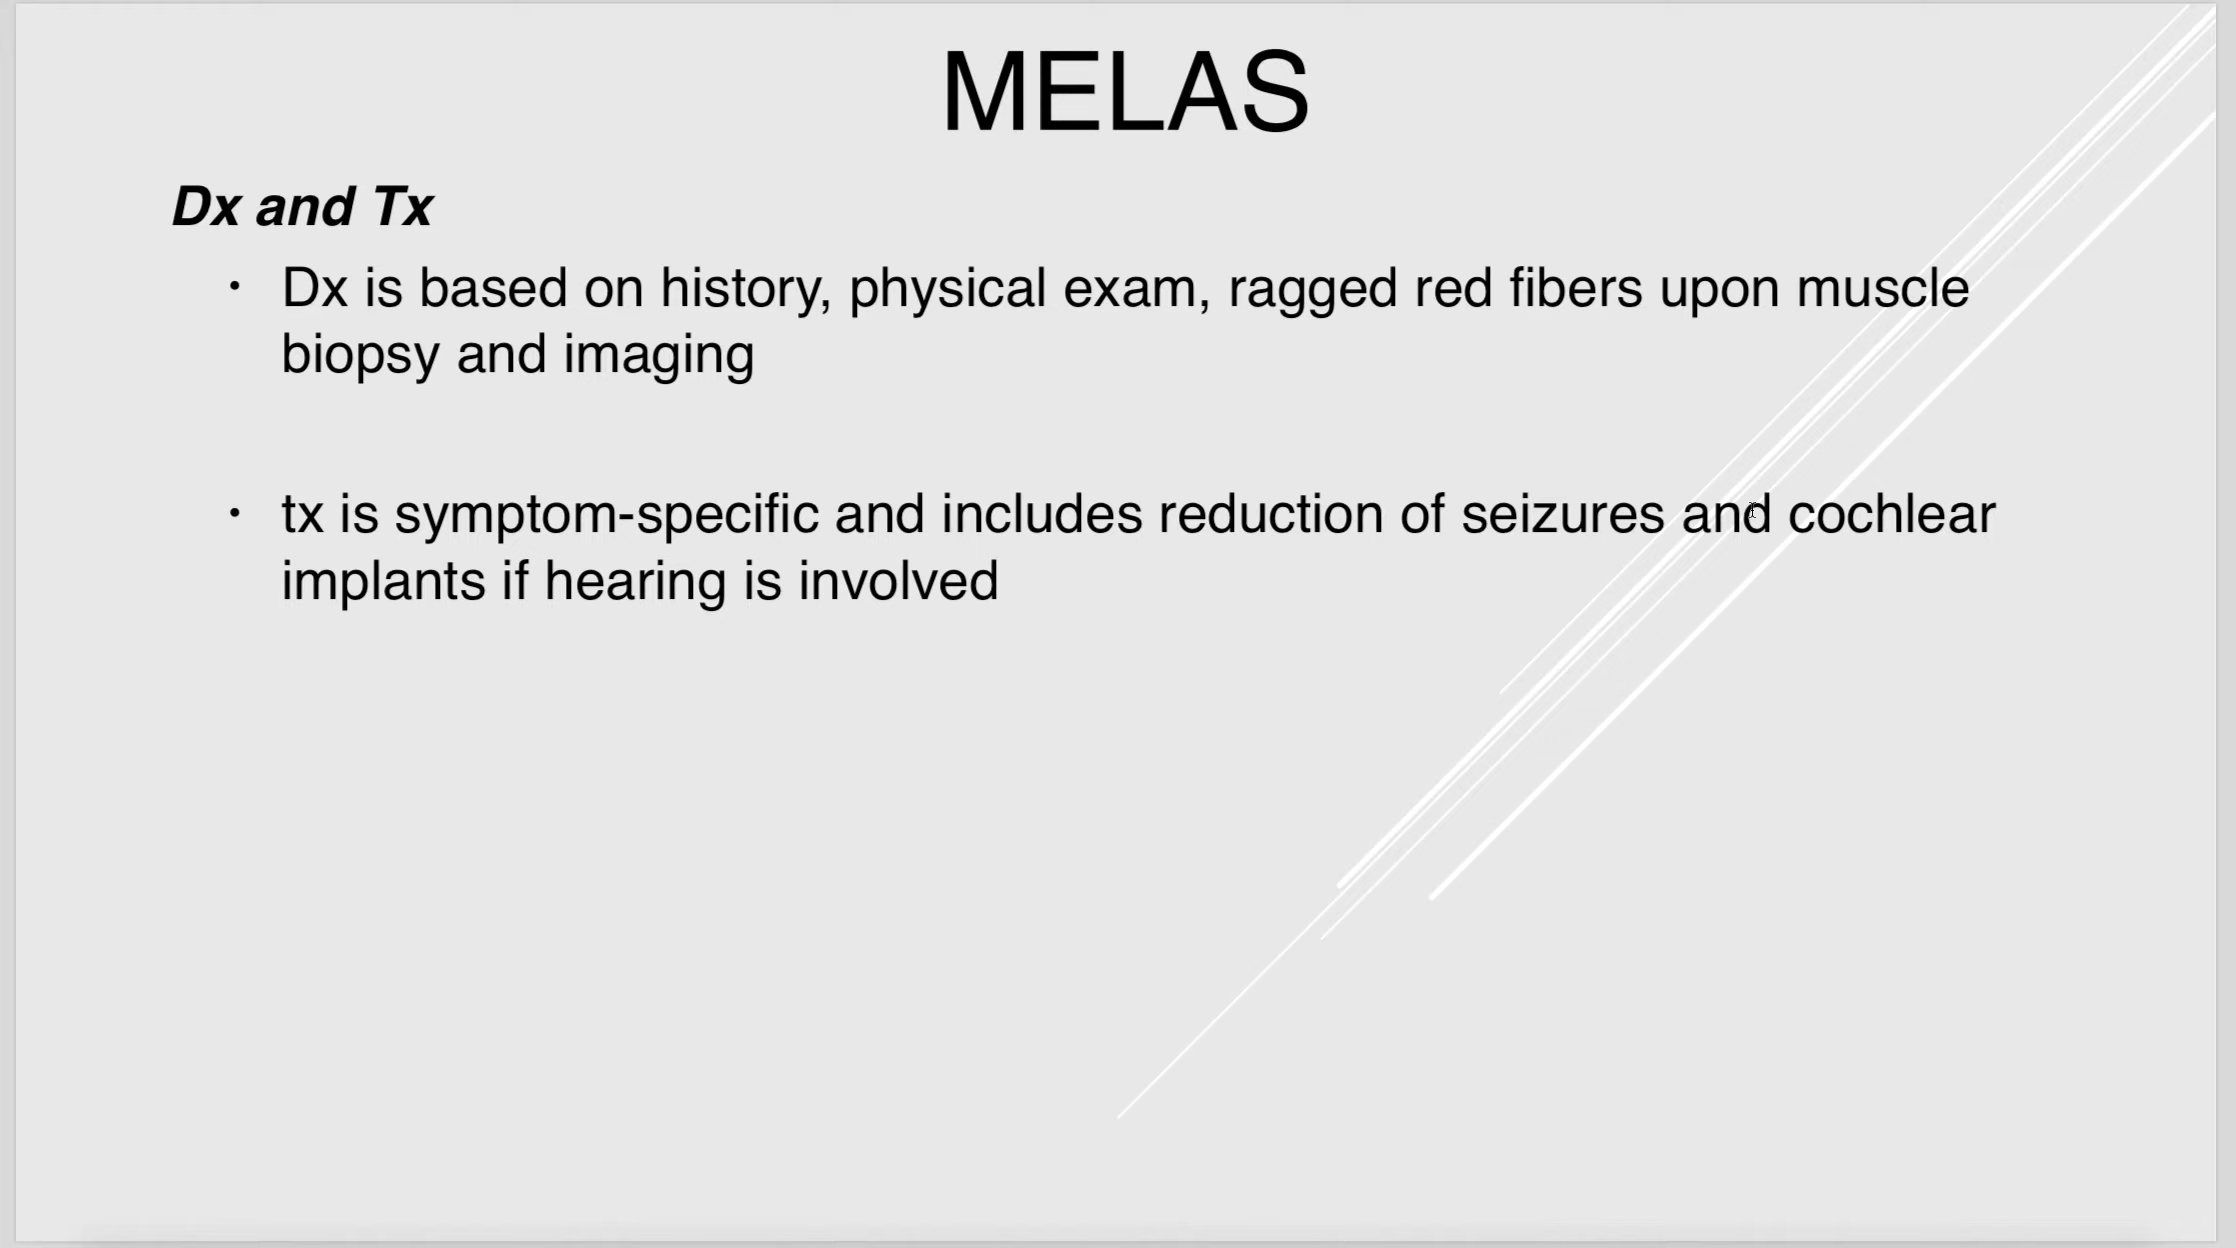 MELAS
Dx and Tx
· Dx is based on history, physical exam, ragged red fibers upon muscle
biopsy and imaging
· tx is symptom-specific and includes reduction of seizures and cochlear
implants if hearing is involved